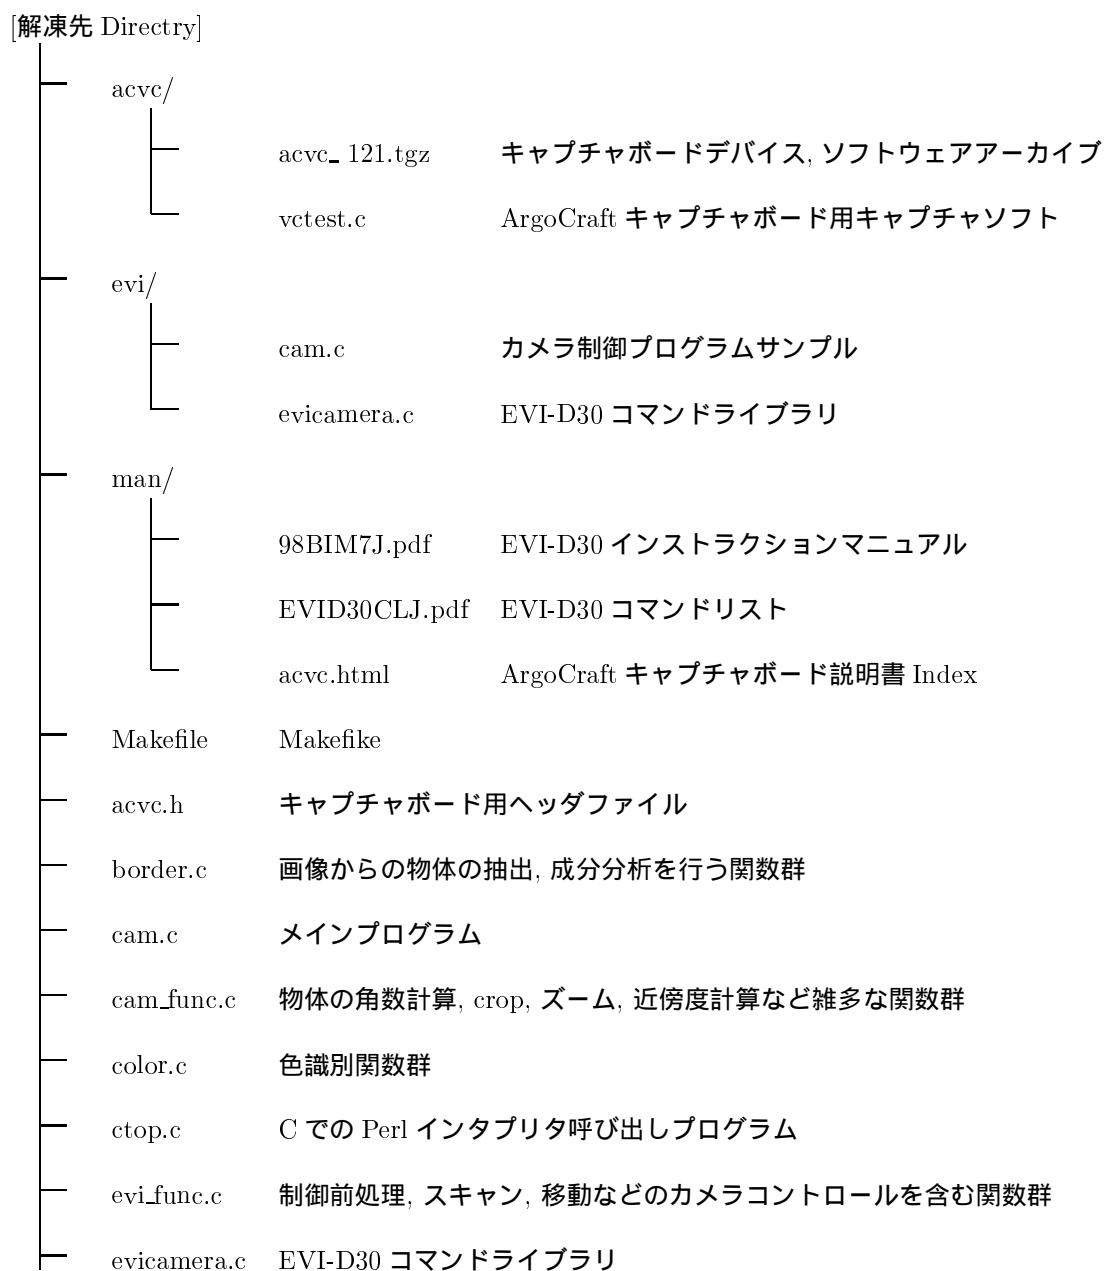 [解凍先 Directry]
acvc/
acvc_ 121.tgz キャプチャボードデバイス, ソフトウェアアーカイブ
vctest.c ArgoCraft キャプチャボード用キャプチャソフト
evi/
cam.c カメラ制御プログラムサンプル
evicamera.c EVI-D30 コマンドライブラリ
man/
98BIM7J.pdf EVI-D30 インストラクションマニュアル
EVID30CLJ.pdf EVI-D30 コマンドリスト
acvc.html ArgoCraft キャプチャボード説明書 Index
Makefile Makefike
acvc.h キャプチャボード用ヘッダファイル
border.c 画像からの物体の抽出, 成分分析を行う関数群
cam.c メインプログラム
cam_func.c 物体の角数計算, crop, ズーム, 近傍度計算など雑多な関数群
color.c 色識別関数群
ctop.c C での Perl インタプリタ呼び出しプログラム
evi_func.c 制御前処理, スキャン, 移動などのカメラコントロールを含む関数群
evicamera.c EVI-D30 コマンドライブラリ